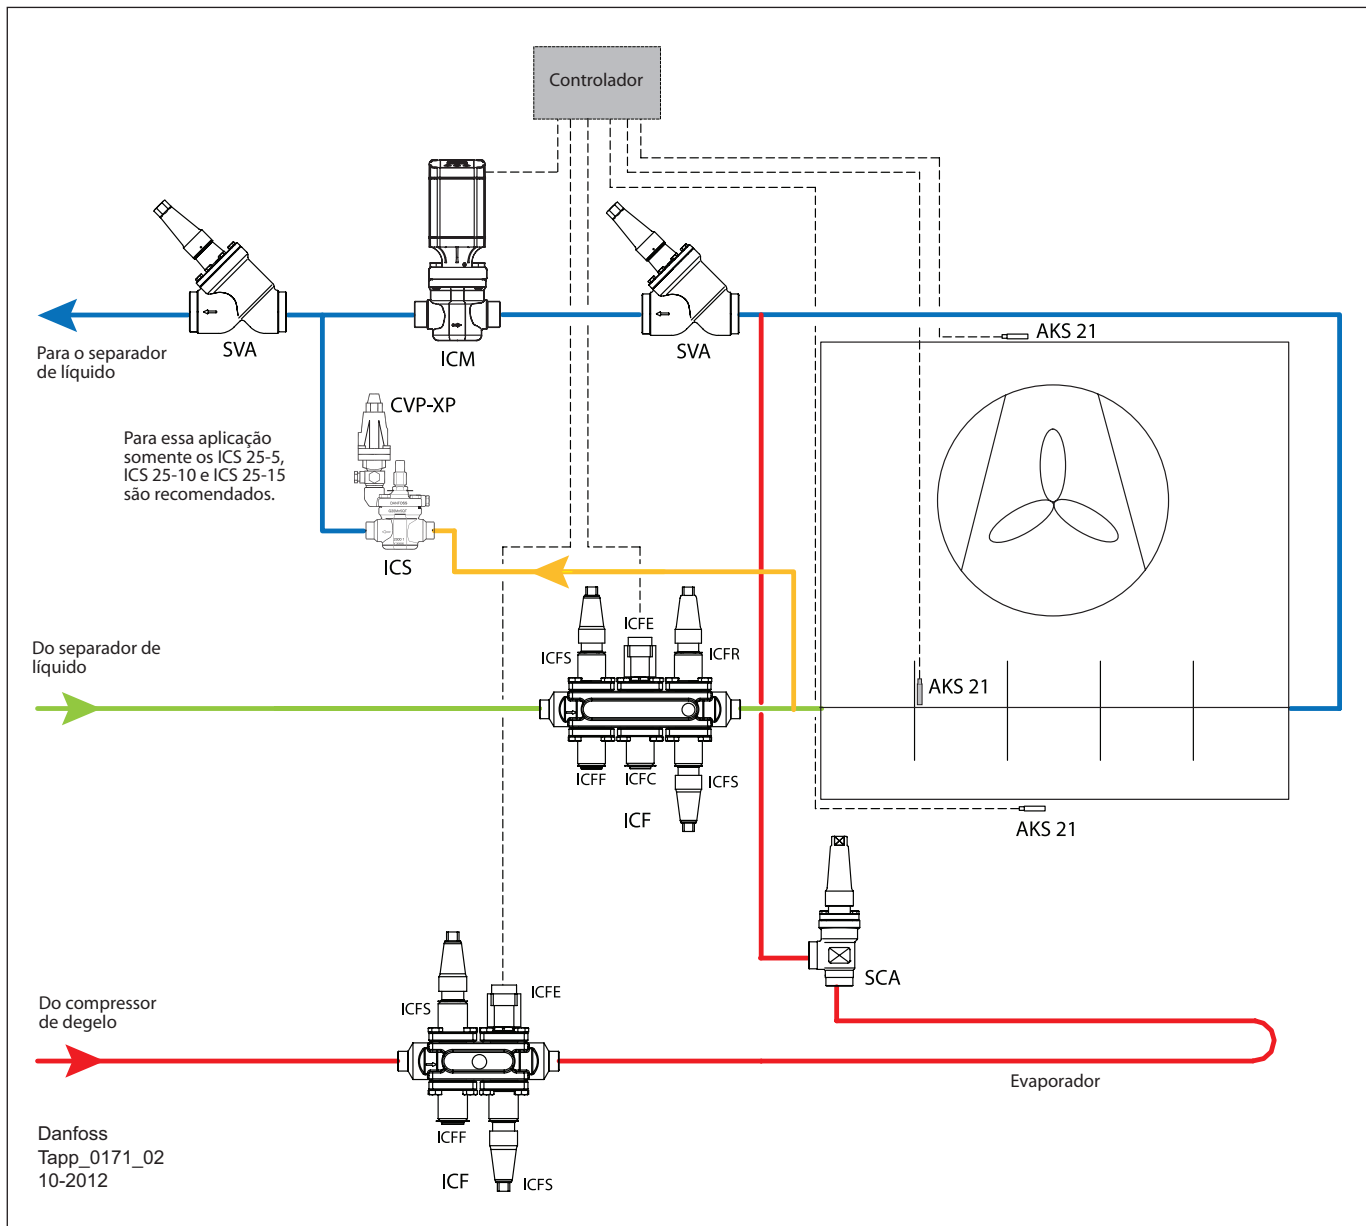 Controlador
AKS 21
SVA
ICM
SVA
Para o separador
de líquido
CVP-XP
Para essa aplicação
somente os ICS 25-5,
ICS 25-10 e ICS 25-15
são recomendados.
DANFOSS
ICS
Do separador de
líquido
ICFS
ICFE
ICFR
AKS 21
ICFF
ICFC
ICFS
ICF
AKS 21
SCA
Do compressor
de degelo
ICFS
ICFE
Evaporador
ICFF
ICF
ICFS
Danfoss
Tapp_0171_02
10-2012